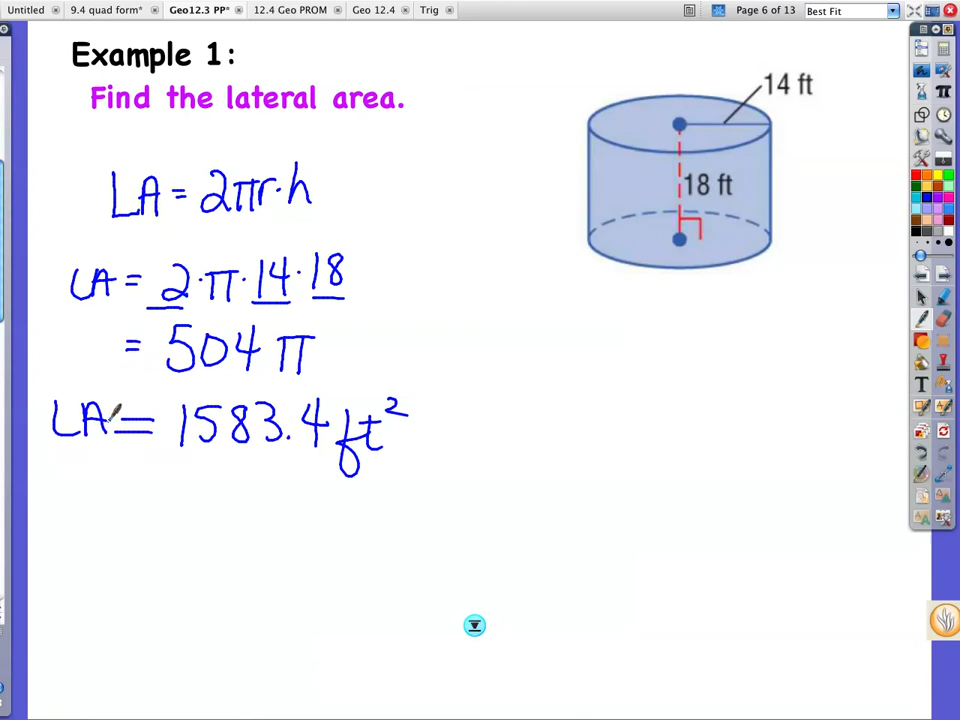 Untitled 9.4 quad form* Geo12.3 PP* 12.4 Geo PROM Geo 12.4 Trig Page 6 of 13 Best Fit
Example 1:
Find the lateral area.
14 ft
18 ft
LA = 2πr·h
LA = 2·π·14·18
= 504 π
LA = 1583.4 ft²